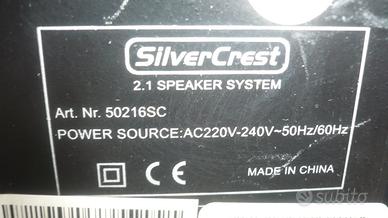 SilverCrest
2.1 SPEAKER SYSTEM
Art. Nr. 50216SC
POWER SOURCE:AC220V-240V~50Hz/60Hz
CE MADE IN CHINA
subito